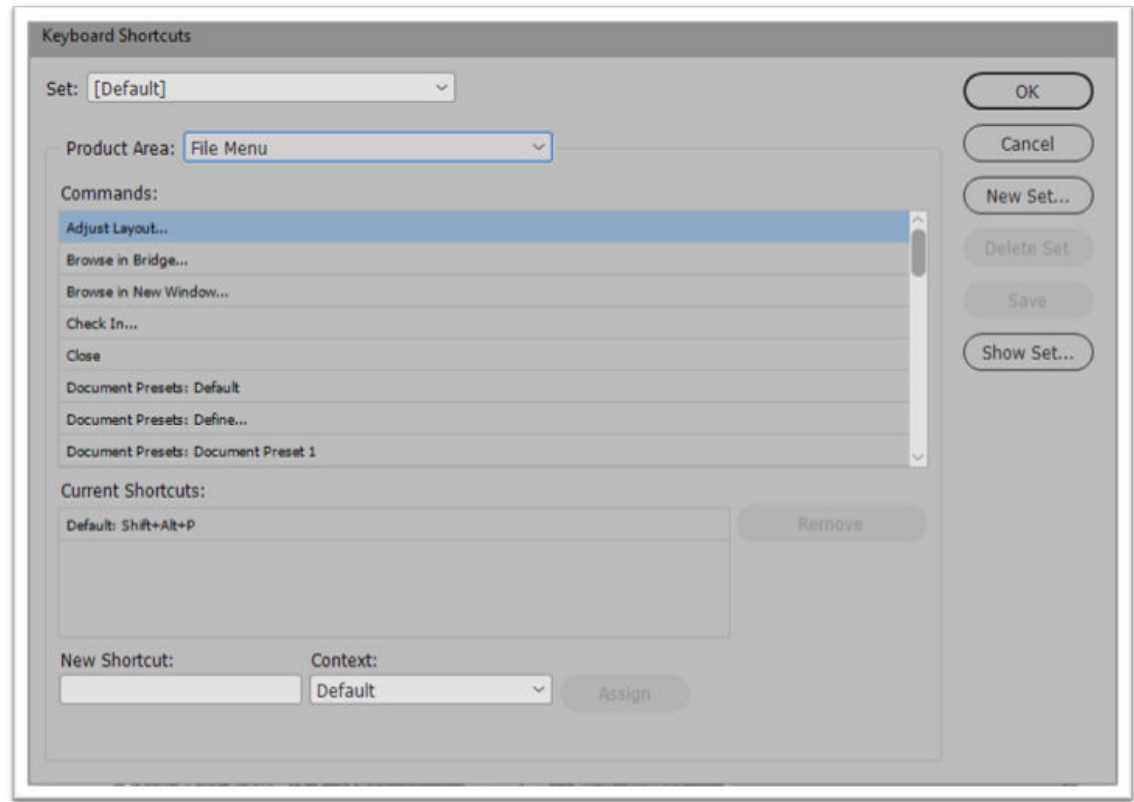 Keyboard Shortcuts
Set: [Default]
OK
Product Area: File Menu
Cancel
Commands:
New Set...
Adjust Layout...
Browse in Bridge...
Delete Set
Browse in New Window...
Save
Check In...
Close
Show Set...
Document Presets: Default
Document Presets: Define...
Document Presets: Document Preset 1
Current Shortcuts:
Default: Shift+Alt+P
Remove
New Shortcut:
Context:
Default
Assign